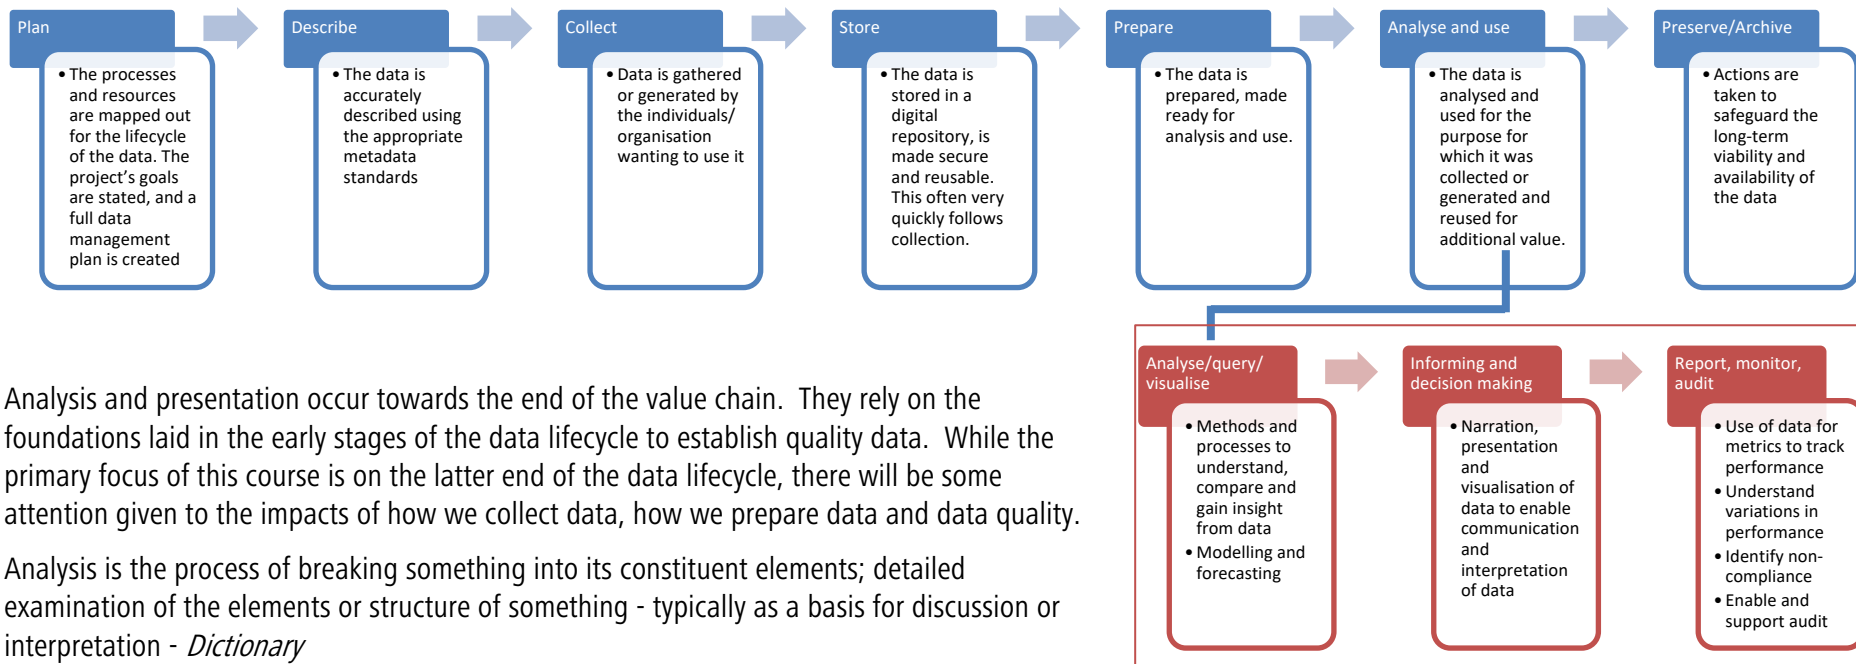 Plan
• The processes
and resources
are mapped out
for the lifecycle
of the data. The
project's goals
are stated, and a
full data
management
plan is created
Describe
• The data is
accurately
described using
the appropriate
metadata
standards
Collect
• Data is gathered
or generated by
the individuals/
organisation
wanting to use it
Store
• The data is
stored in a
digital
repository, is
made secure
and reusable.
This often very
quickly follows
collection.
Prepare
• The data is
prepared, made
ready for
analysis and use.
Analyse and use
• The data is
analysed and
used for the
purpose for
which it was
collected or
generated and
reused for
additional value.
Preserve/Archive
• Actions are
taken to
safeguard the
long-term
viability and
availability of
the data
Analysis and presentation occur towards the end of the value chain. They rely on the
foundations laid in the early stages of the data lifecycle to establish quality data. While the
primary focus of this course is on the latter end of the data lifecycle, there will be some
attention given to the impacts of how we collect data, how we prepare data and data quality.
Analysis is the process of breaking something into its constituent elements; detailed
examination of the elements or structure of something - typically as a basis for discussion or
interpretation - Dictionary
Analyse/query/
visualise
• Methods and
processes to
understand,
compare and
gain insight
from data
• Modelling and
forecasting
Informing and
decision making
• Narration,
presentation
and
visualisation of
data to enable
communication
and
interpretation
of data
Report, monitor,
audit
• Use of data for
metrics to track
performance
• Understand
variations in
performance
• Identify non-
compliance
• Enable and
support audit